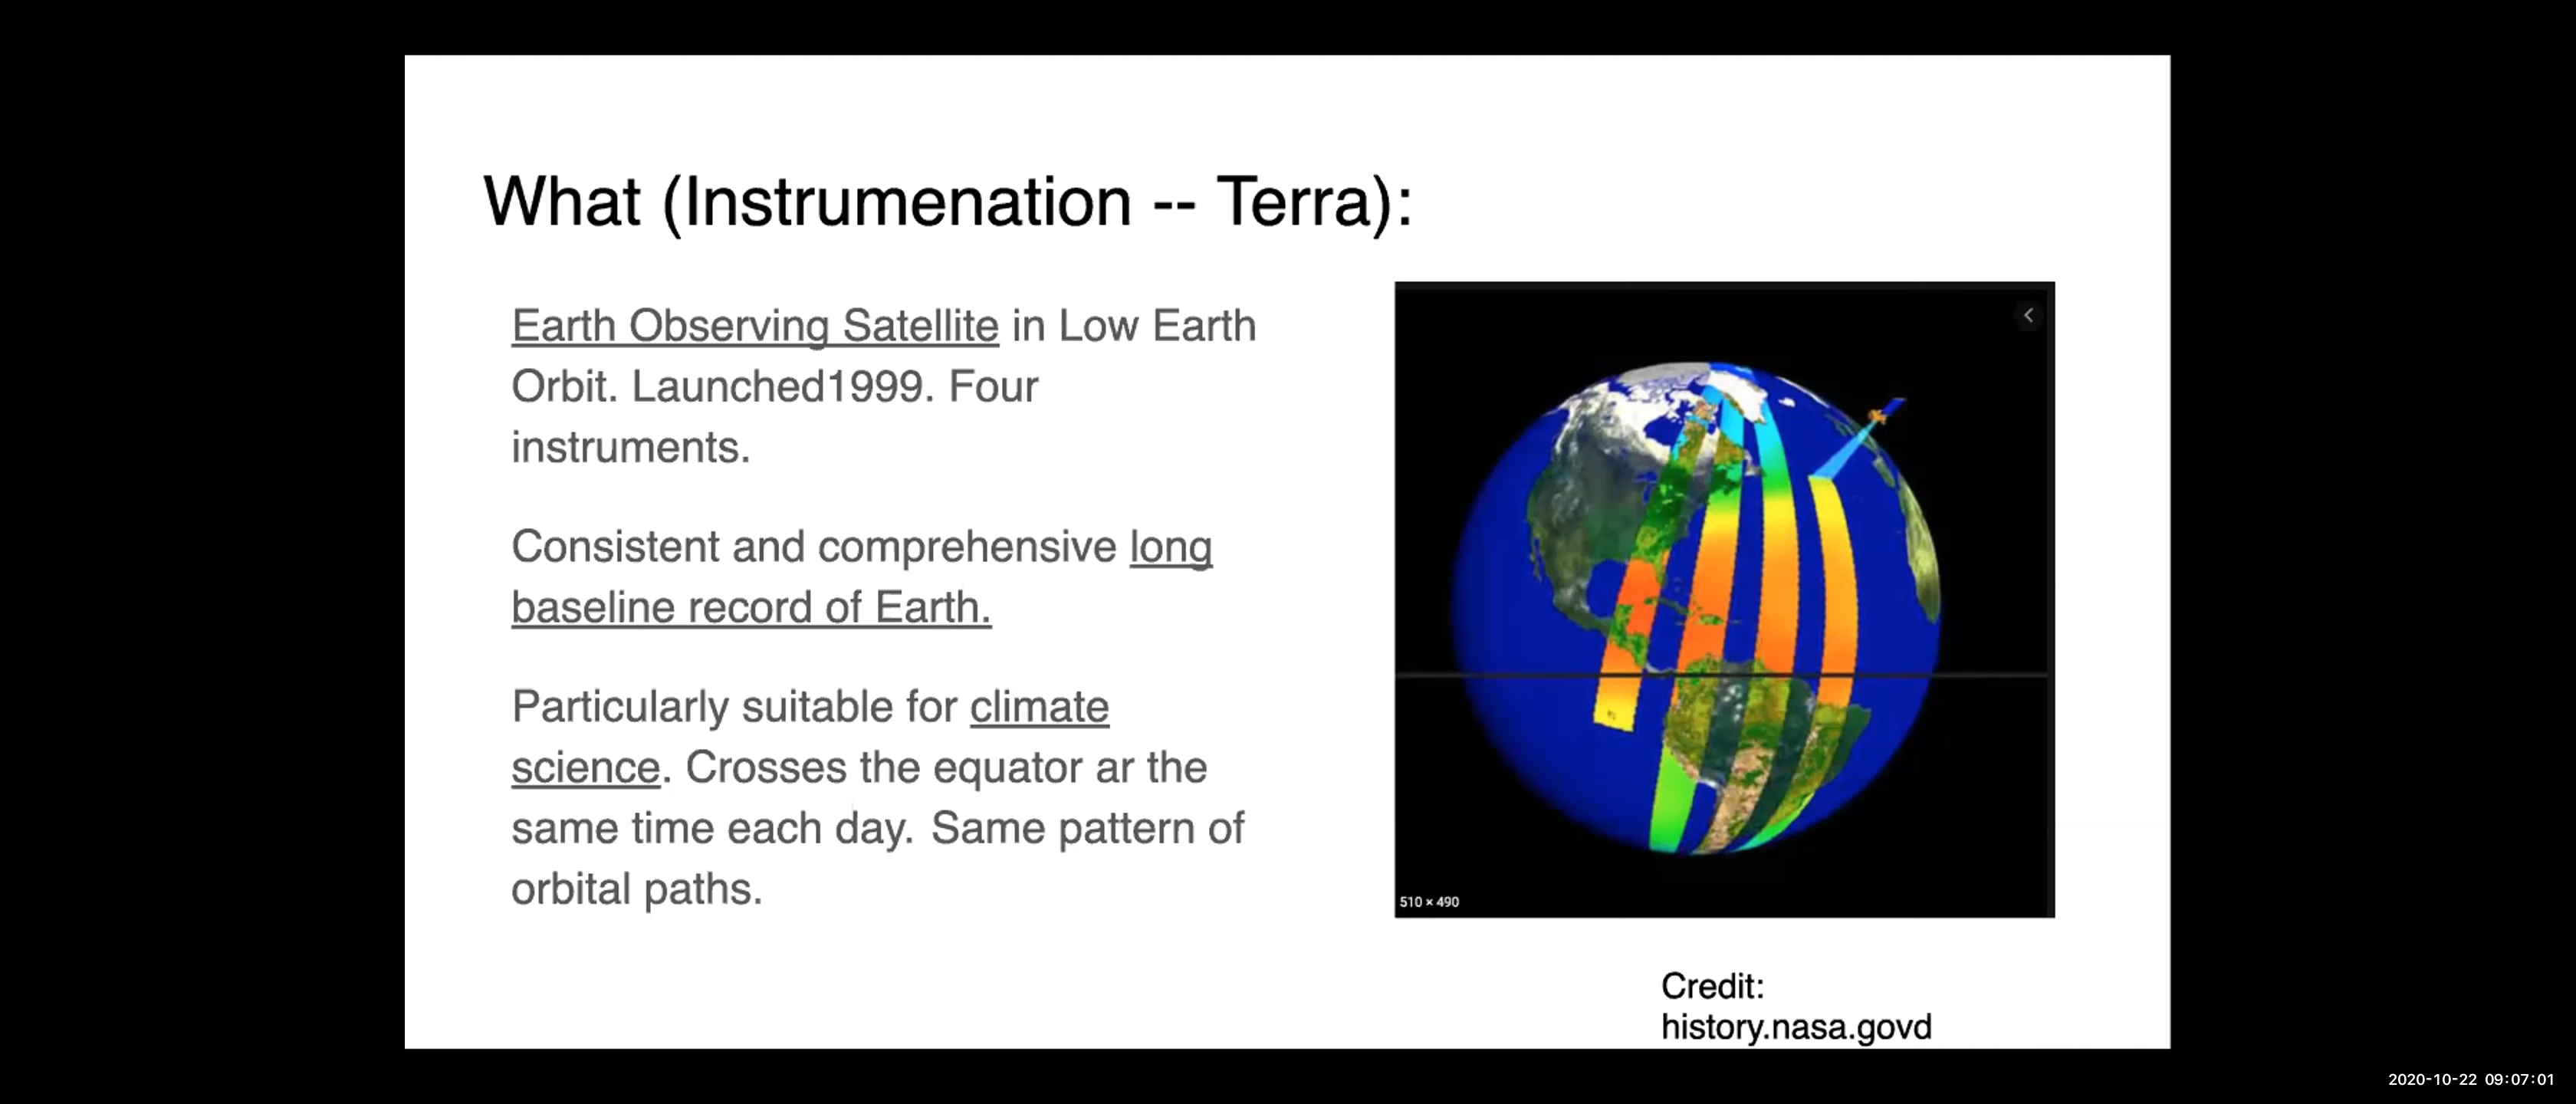 What (Instrumenation -- Terra):
Earth Observing Satellite in Low Earth
Orbit. Launched1999. Four
instruments.
Consistent and comprehensive long
baseline record of Earth.
Particularly suitable for climate
science. Crosses the equator ar the
same time each day. Same pattern of
orbital paths.
510 × 490
Credit:
history.nasa.govd
2020-10-22 09:07:01